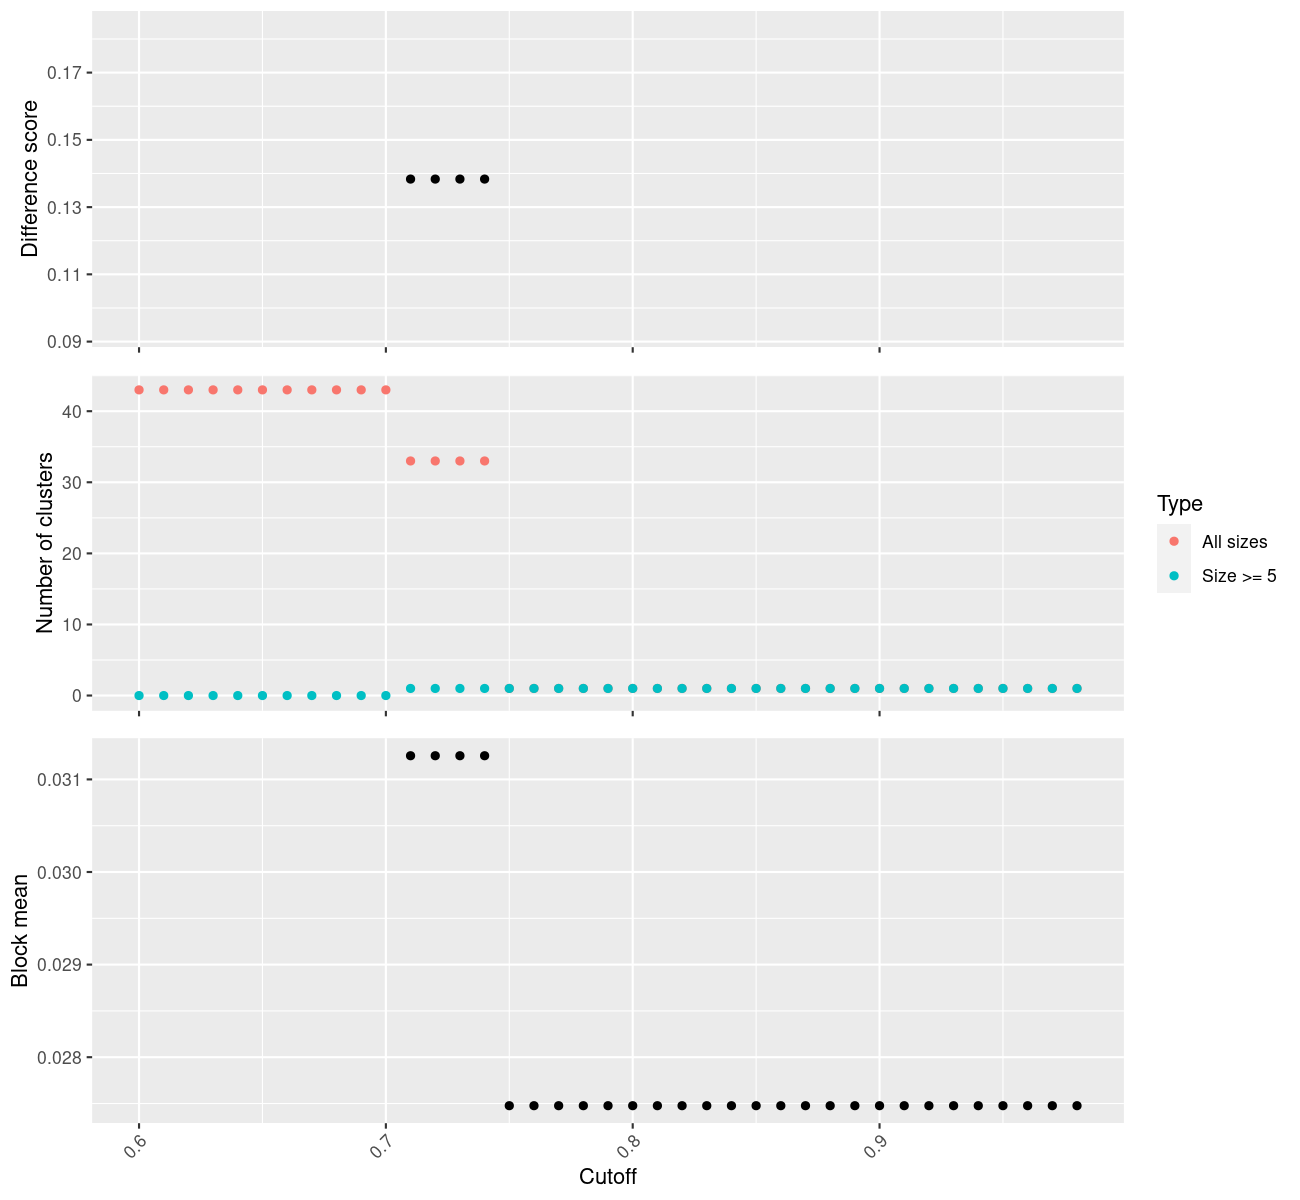 Difference score
0.17
0.15
0.13
0.11
0.09
Number of clusters
40
30
20
10
0
Type
All sizes
Size >= 5
Block mean
0.031
0.030
0.029
0.028
0.6
0.7
0.8
0.9
Cutoff